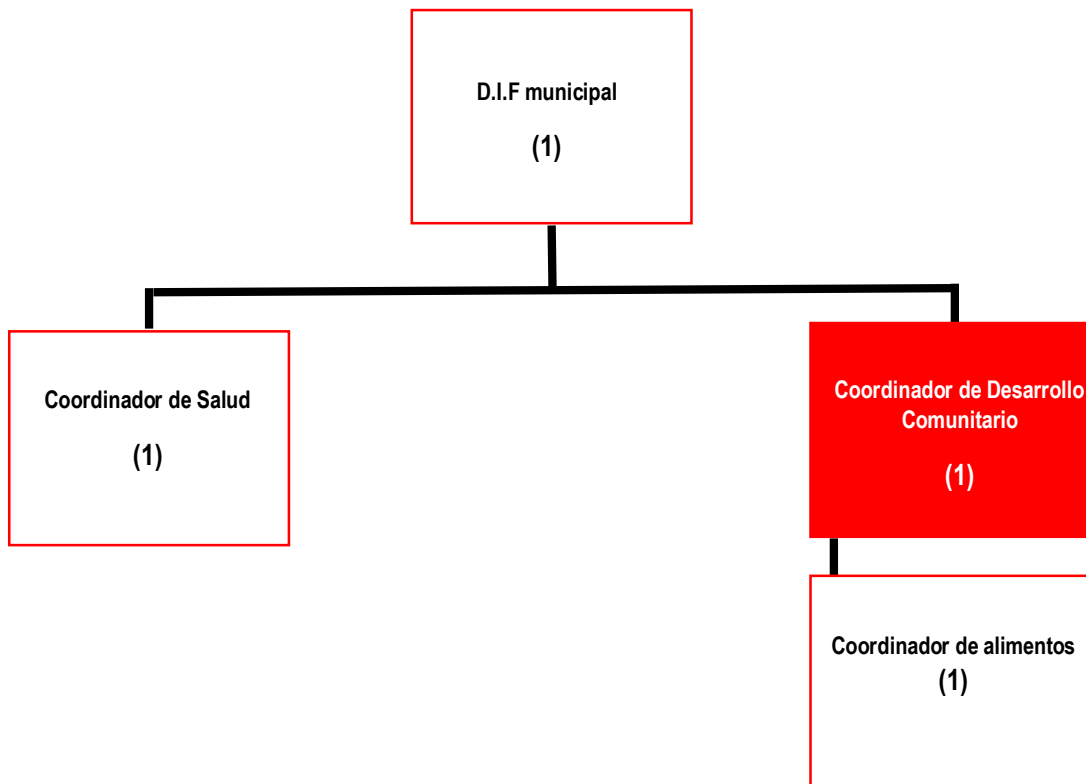 D.I.F municipal
(1)
Coordinador de Salud
(1)
Coordinador de Desarrollo
Comunitario
(1)
Coordinador de alimentos
(1)